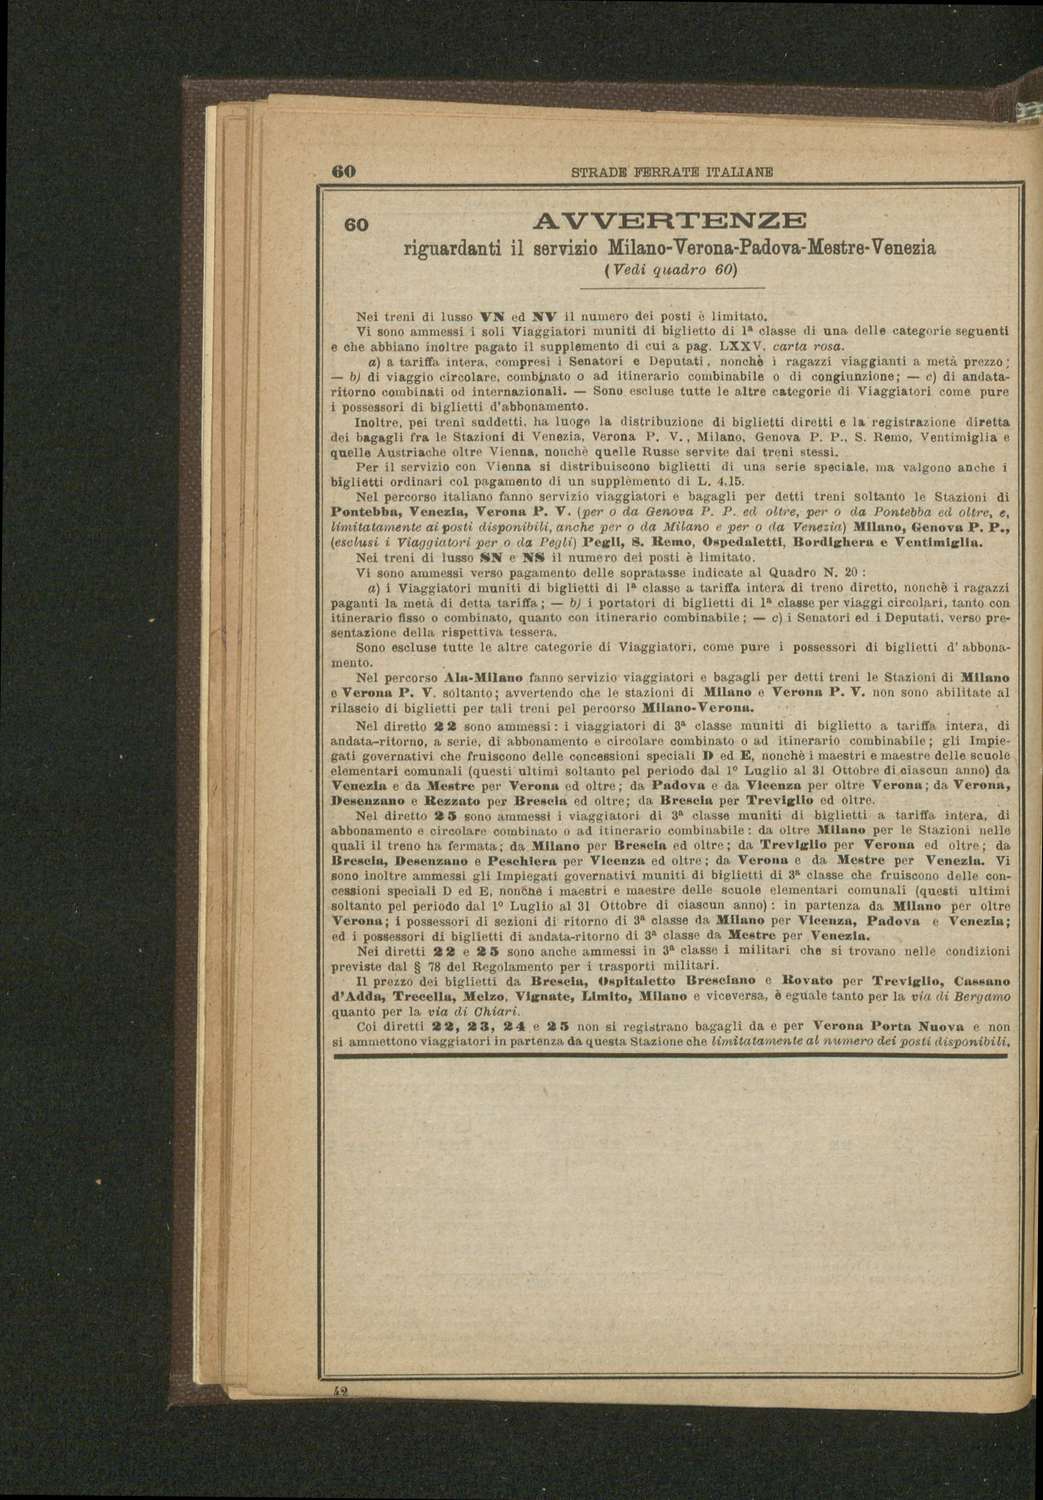 60
STRADE FERRATE ITALIANE
60
AVVERTENZE
riguardanti il servizio Milano-Verona-Padova-Mestre-Venezia
(Vedi quadro 60)
Nei treni di lusso VN ed NV il numero dei posti è limitato.
Vi sono ammessi i soli Viaggiatori muniti di biglietto di 1ª classe di una delle categorie seguenti
e che abbiano inoltre pagato il supplemento di cui a pag. LXXV, carta rosa.
a) a tariffa intera, compresi i Senatori e Deputati, nonchè i ragazzi viaggianti a metà prezzo;
— b) di viaggio circolare, combinato o ad itinerario combinabile o di congiunzione; — c) di andata-
ritorno combinati od internazionali. — Sono escluse tutte le altre categorie di Viaggiatori come pure
i possessori di biglietti d'abbonamento.
Inoltre, pei treni suddetti, ha luogo la distribuzione di biglietti diretti e la registrazione diretta
dei bagagli fra le Stazioni di Venezia, Verona P. V., Milano, Genova P. P., S. Remo, Ventimiglia e
quelle Austriache oltre Vienna, nonchè quelle Russe servite dai treni stessi.
Per il servizio con Vienna si distribuiscono biglietti di una serie speciale, ma valgono anche i
biglietti ordinari col pagamento di un supplemento di L. 4,15.
Nel percorso italiano fanno servizio viaggiatori e bagagli per detti treni soltanto le Stazioni di
Pontebba, Venezia, Verona P. V. (per o da Genova P. P. ed oltre, per o da Pontebba ed oltre, e,
limitatamente ai posti disponibili, anche per o da Milano e per o da Venezia) Milano, Genova P. P.,
(esclusi i Viaggiatori per o da Pegli) Pegli, S. Remo, Ospedaletti, Bordighera e Ventimiglia.
Nei treni di lusso SN e NS il numero dei posti è limitato.
Vi sono ammessi verso pagamento delle sopratasse indicate al Quadro N. 20 :
a) i Viaggiatori muniti di biglietti di 1ª classe a tariffa intera di treno diretto, nonchè i ragazzi
paganti la metà di detta tariffa; — b) i portatori di biglietti di 1ª classe per viaggi circolari, tanto con
itinerario fisso o combinato, quanto con itinerario combinabile; — c) i Senatori ed i Deputati, verso pre-
sentazione della rispettiva tessera.
Sono escluse tutte le altre categorie di Viaggiatori, come pure i possessori di biglietti d' abbona-
mento.
Nel percorso Ala-Milano fanno servizio viaggiatori e bagagli per detti treni le Stazioni di Milano
e Verona P. V. soltanto; avvertendo che le stazioni di Milano e Verona P. V. non sono abilitate al
rilascio di biglietti per tali treni pel percorso Milano-Verona.
Nel diretto 22 sono ammessi: i viaggiatori di 3ª classe muniti di biglietto a tariffa intera, di
andata-ritorno, a serie, di abbonamento e circolare combinato o ad itinerario combinabile; gli Impie-
gati governativi che fruiscono delle concessioni speciali D ed E, nonchè i maestri e maestre delle scuole
elementari comunali (questi ultimi soltanto pel periodo dal 1º Luglio al 31 Ottobre di ciascun anno) da
Venezia e da Mestre per Verona ed oltre; da Padova e da Vicenza per oltre Verona; da Verona,
Desenzano e Rezzato per Brescia ed oltre; da Brescia per Treviglio ed oltre.
Nel diretto 25 sono ammessi i viaggiatori di 3ª classe muniti di biglietti a tariffa intera, di
abbonamento e circolare combinato o ad itinerario combinabile: da oltre Milano per le Stazioni nelle
quali il treno ha fermata; da Milano per Brescia ed oltre; da Treviglio per Verona ed oltre; da
Brescia, Desenzano e Peschiera per Vicenza ed oltre; da Verona e da Mestre per Venezia. Vi
sono inoltre ammessi gli Impiegati governativi muniti di biglietti di 3ª classe che fruiscono delle con-
cessioni speciali D ed E, nonchè i maestri e maestre delle scuole elementari comunali (questi ultimi
soltanto pel periodo dal 1º Luglio al 31 Ottobre di ciascun anno): in partenza da Milano per oltre
Verona; i possessori di sezioni di ritorno di 3ª classe da Milano per Vicenza, Padova e Venezia;
ed i possessori di biglietti di andata-ritorno di 3ª classe da Mestre per Venezia.
Nei diretti 22 e 25 sono anche ammessi in 3ª classe i militari che si trovano nelle condizioni
previste dal § 78 del Regolamento per i trasporti militari.
Il prezzo dei biglietti da Brescia, Ospitaletto Bresciano e Rovato per Treviglio, Cassano
d'Adda, Trecella, Melzo, Vignate, Limito, Milano e viceversa, è eguale tanto per la via di Bergamo
quanto per la via di Chiari.
Coi diretti 22, 23, 24 e 25 non si registrano bagagli da e per Verona Porta Nuova e non
si ammettono viaggiatori in partenza da questa Stazione che limitatamente al numero dei posti disponibili.
42